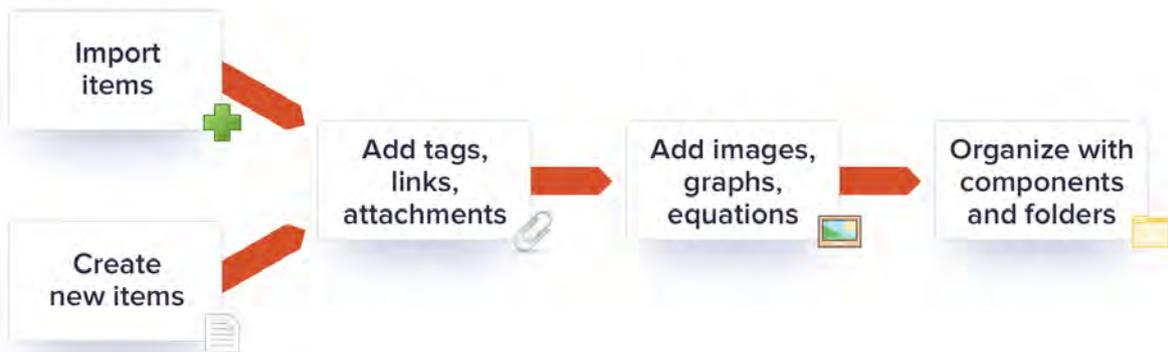 Import
items
Create
new items
Add tags,
links,
attachments
Add images,
graphs,
equations
Organize with
components
and folders